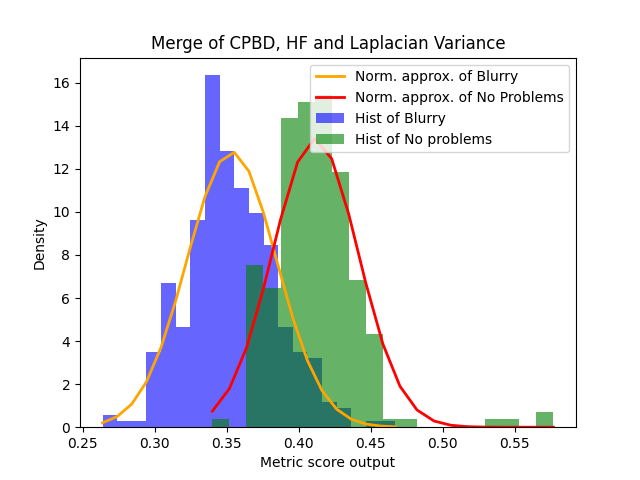 Merge of CPBD, HF and Laplacian Variance
Norm. approx. of Blurry
Norm. approx. of No Problems
Hist of Blurry
Hist of No problems
Density
16
14
12
10
8
6
4
2
0
0.25
0.30
0.35
0.40
0.45
0.50
0.55
Metric score output